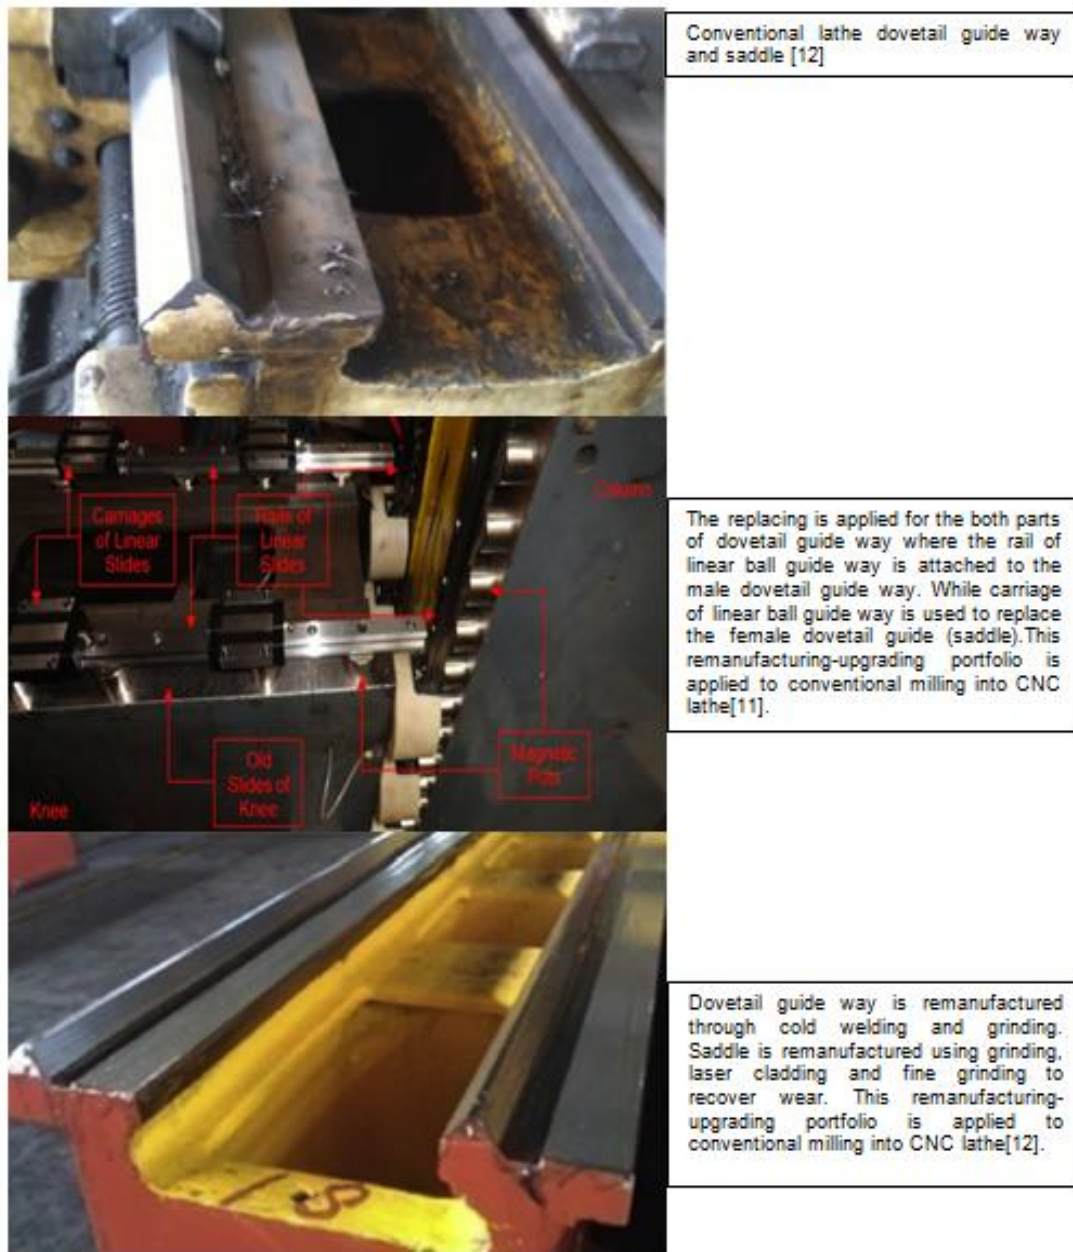 Conventional lathe dovetail guide way
and saddle [12]
Carriages
of Linear
Slides
Rails of
Linear
Slides
Column
The replacing is applied for the both parts
of dovetail guide way where the rail of
linear ball guide way is attached to the
male dovetail guide way. While carriage
of linear ball guide way is used to replace
the female dovetail guide (saddle).This
remanufacturing-upgrading portfolio is
applied to conventional milling into CNC
lathe[11].
Old
Slides of
Knee
Magnetic
Pots
Knee
Dovetail guide way is remanufactured
through cold welding and grinding.
Saddle is remanufactured using grinding,
laser cladding and fine grinding to
recover wear. This remanufacturing-
upgrading portfolio is applied to
conventional milling into CNC lathe[12].